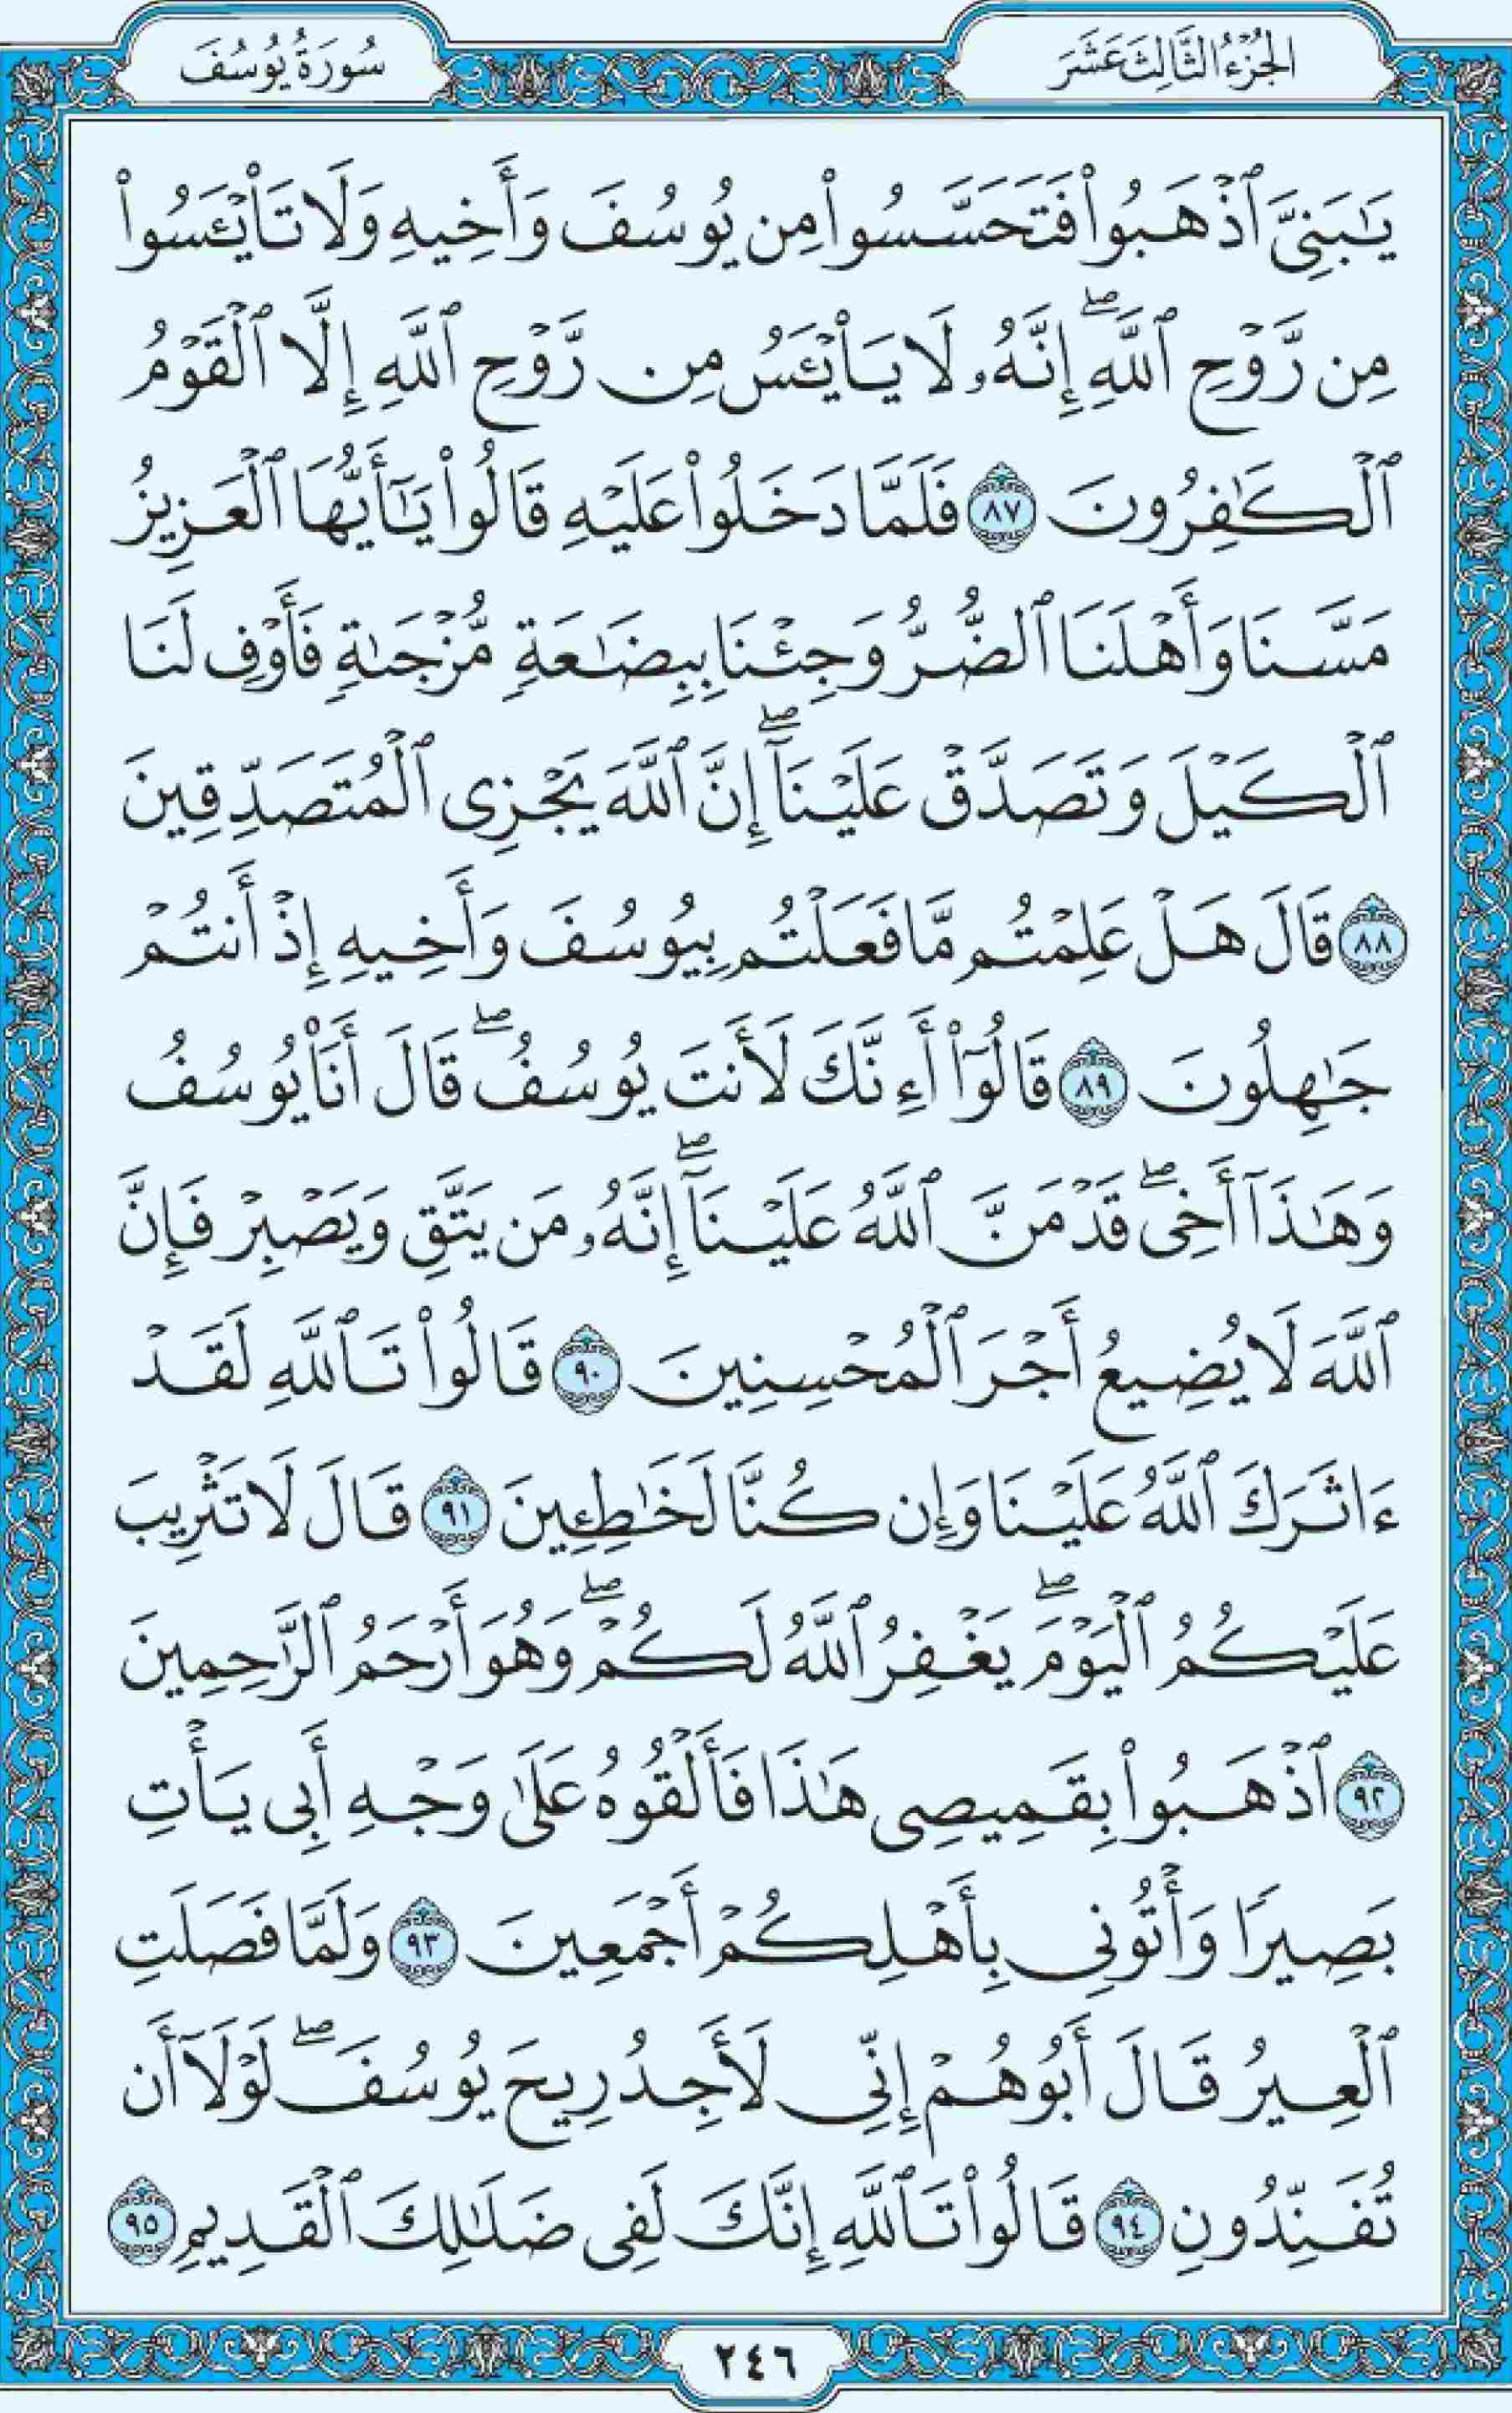 الجُزْءُ الثَّالِثَ عَشَرَ
سُورَةُ يُوسُفَ
يَٰبَنِىَّ ٱذْهَبُوا۟ فَتَحَسَّسُوا۟ مِن يُوسُفَ وَأَخِيهِ وَلَا تَا۟يْـَٔسُوا۟
مِن رَّوْحِ ٱللَّهِ ۖ إِنَّهُۥ لَا يَا۟يْـَٔسُ مِن رَّوْحِ ٱللَّهِ إِلَّا ٱلْقَوْمُ
ٱلْكَٰفِرُونَ ٨٧ فَلَمَّا دَخَلُوا۟ عَلَيْهِ قَالُوا۟ يَٰٓأَيُّهَا ٱلْعَزِيزُ
مَسَّنَا وَأَهْلَنَا ٱلضُّرُّ وَجِئْنَا بِبِضَٰعَةٍ مُّزْجَىٰةٍ فَأَوْفِ لَنَا
ٱلْكَيْلَ وَتَصَدَّقْ عَلَيْنَآ ۖ إِنَّ ٱللَّهَ يَجْزِى ٱلْمُتَصَدِّقِينَ
٨٨ قَالَ هَلْ عَلِمْتُم مَّا فَعَلْتُم بِيُوسُفَ وَأَخِيهِ إِذْ أَنتُمْ
جَٰهِلُونَ ٨٩ قَالُوٓا۟ أَءِنَّكَ لَأَنتَ يُوسُفُ ۖ قَالَ أَنَا۠ يُوسُفُ
وَهَٰذَآ أَخِى ۖ قَدْ مَنَّ ٱللَّهُ عَلَيْنَآ ۖ إِنَّهُۥ مَن يَتَّقِ وَيَصْبِرْ فَإِنَّ
ٱللَّهَ لَا يُضِيعُ أَجْرَ ٱلْمُحْسِنِينَ ٩٠ قَالُوا۟ تَٱللَّهِ لَقَدْ
ءَاثَرَكَ ٱللَّهُ عَلَيْنَا وَإِن كُنَّا لَخَٰطِـِٔينَ ٩١ قَالَ لَا تَثْرِيبَ
عَلَيْكُمُ ٱلْيَوْمَ ۖ يَغْفِرُ ٱللَّهُ لَكُمْ ۖ وَهُوَ أَرْحَمُ ٱلرَّٰحِمِينَ
٩٢ ٱذْهَبُوا۟ بِقَمِيصِى هَٰذَا فَأَلْقُوهُ عَلَىٰ وَجْهِ أَبِى يَأْتِ
بَصِيرًا وَأْتُونِى بِأَهْلِكُمْ أَجْمَعِينَ ٩٣ وَلَمَّا فَصَلَتِ
ٱلْعِيرُ قَالَ أَبُوهُمْ إِنِّى لَأَجِدُ رِيحَ يُوسُفَ ۖ لَوْلَآ أَن
تُفَنِّدُونِ ٩٤ قَالُوا۟ تَٱللَّهِ إِنَّكَ لَفِى ضَلَٰلِكَ ٱلْقَدِيمِ ٩٥
٢٤٦